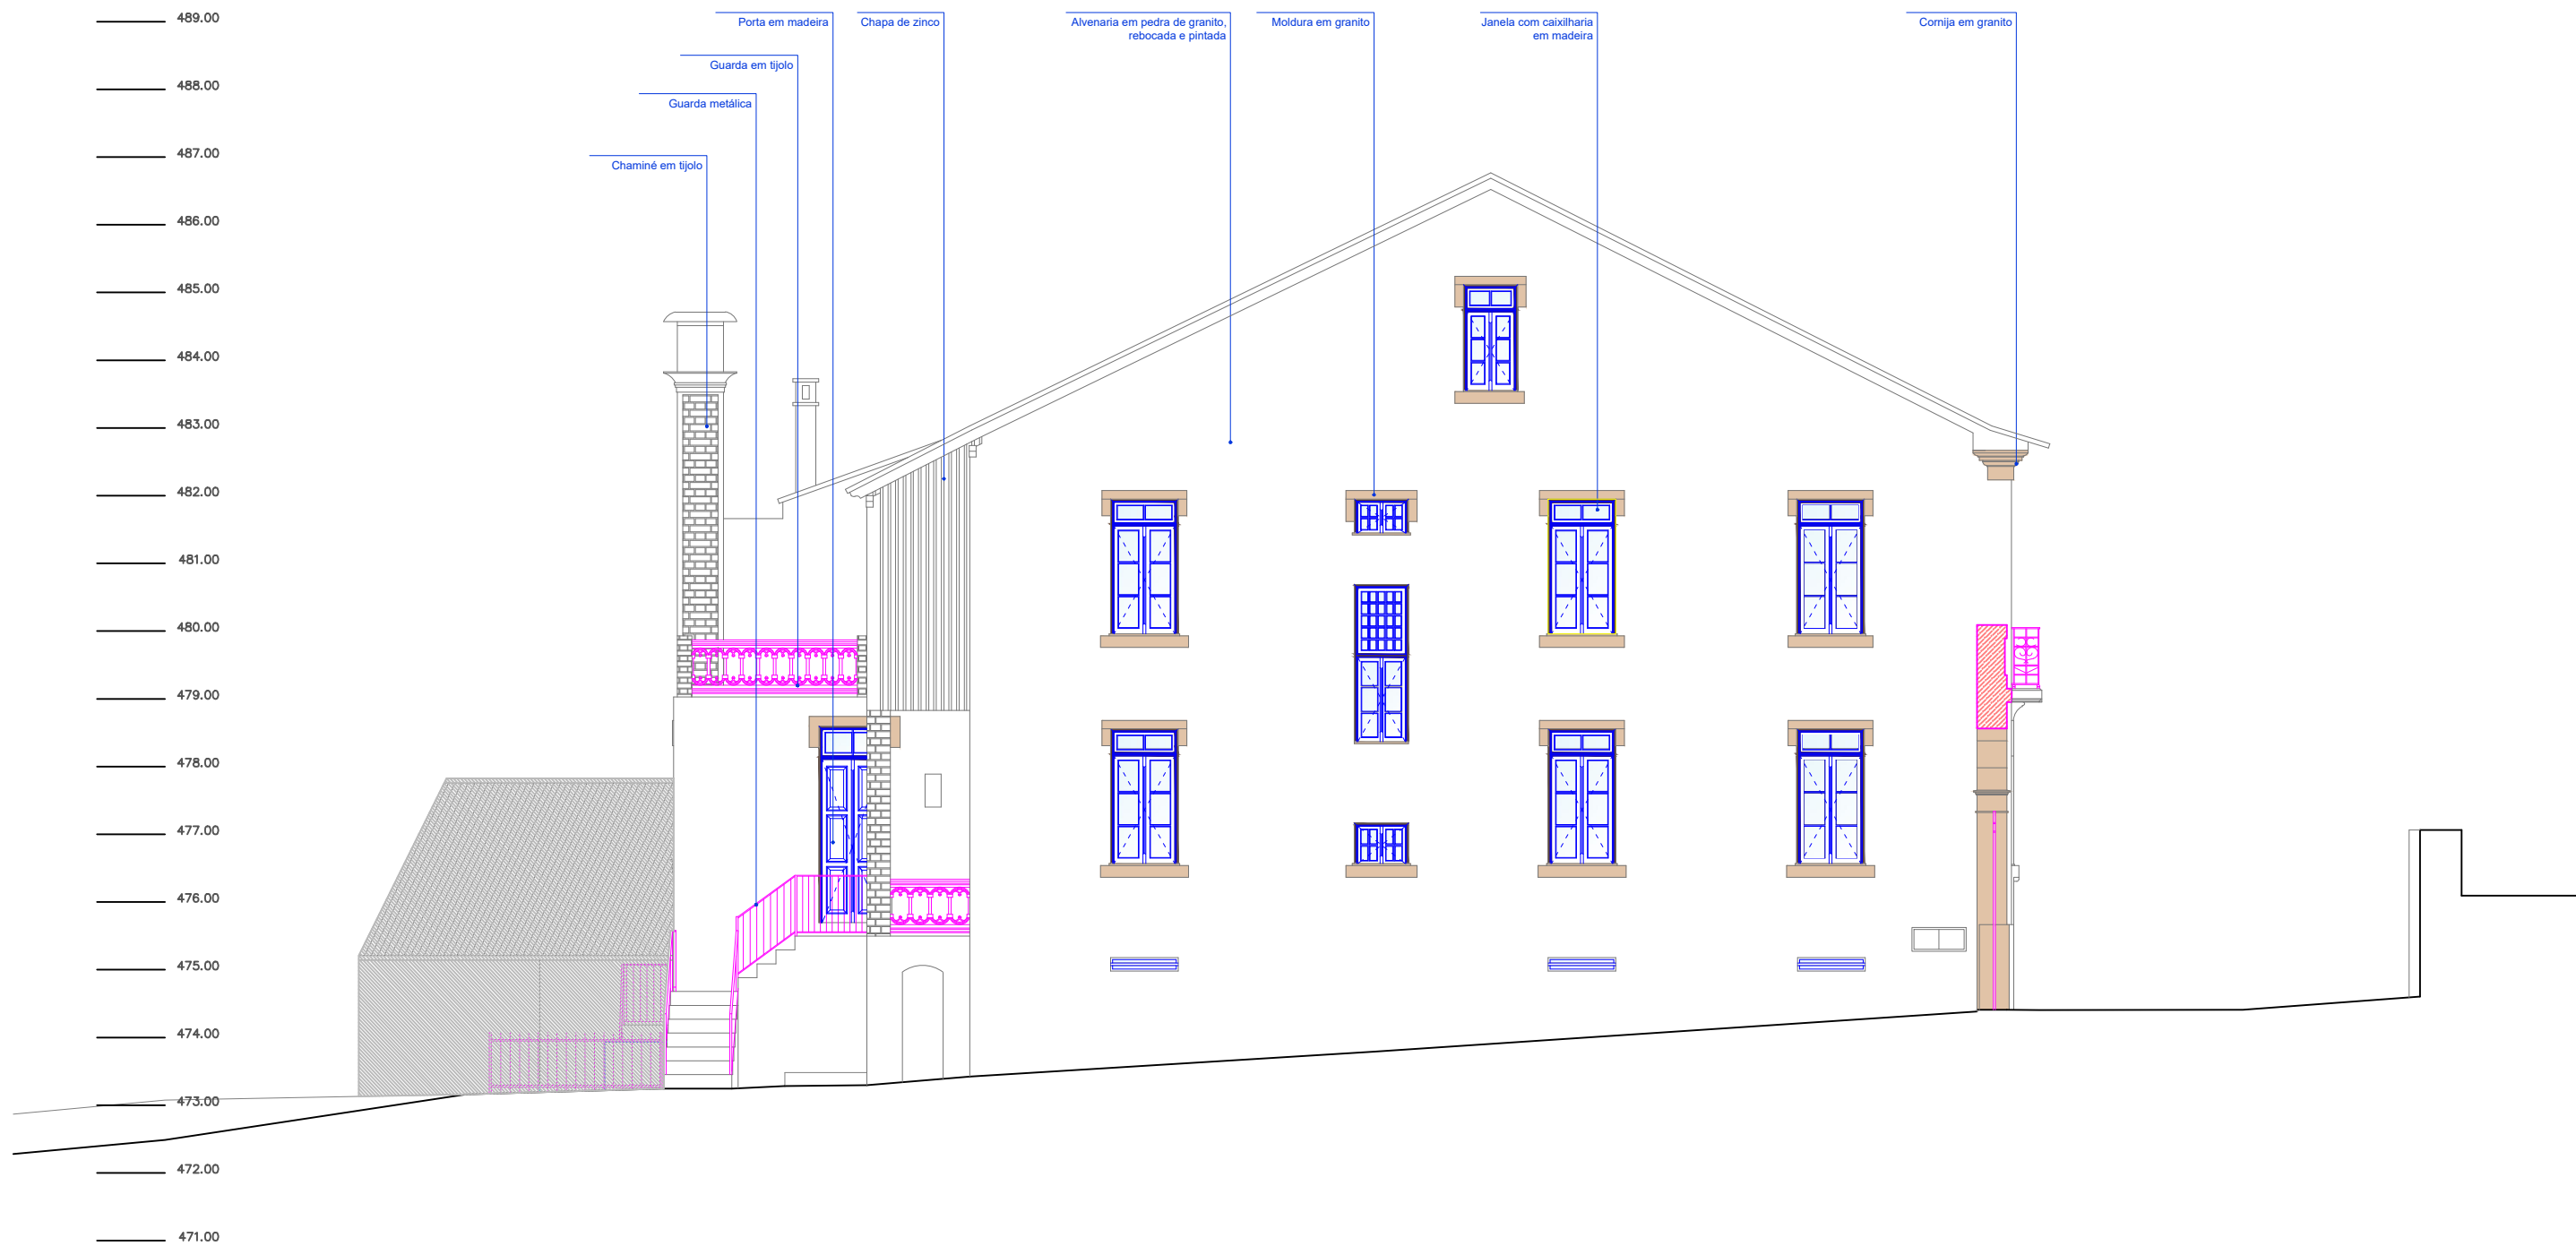 Porta em madeira
Chapa de zinco
Alvenaria em pedra de granito,
rebocada e pintada
Moldura em granito
Janela com caixilharia
em madeira
Cornija em granito
Guarda em tijolo
Guarda metálica
Chaminé em tijolo
489.00
488.00
487.00
486.00
485.00
484.00
483.00
482.00
481.00
480.00
479.00
478.00
477.00
476.00
475.00
474.00
473.00
472.00
471.00